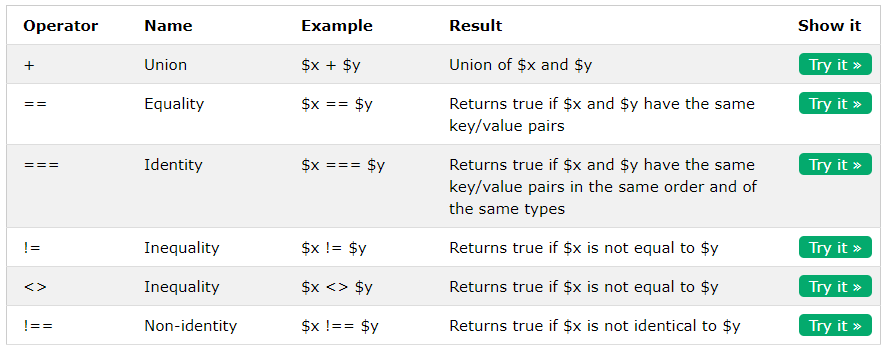 Operator Name Example Result Show it
+ Union $x + $y Union of $x and $y Try it »
== Equality $x == $y Returns true if $x and $y have the same Try it »
key/value pairs
=== Identity $x === $y Returns true if $x and $y have the same Try it »
key/value pairs in the same order and of
the same types
!= Inequality $x != $y Returns true if $x is not equal to $y Try it »
<> Inequality $x <> $y Returns true if $x is not equal to $y Try it »
!== Non-identity $x !== $y Returns true if $x is not identical to $y Try it »